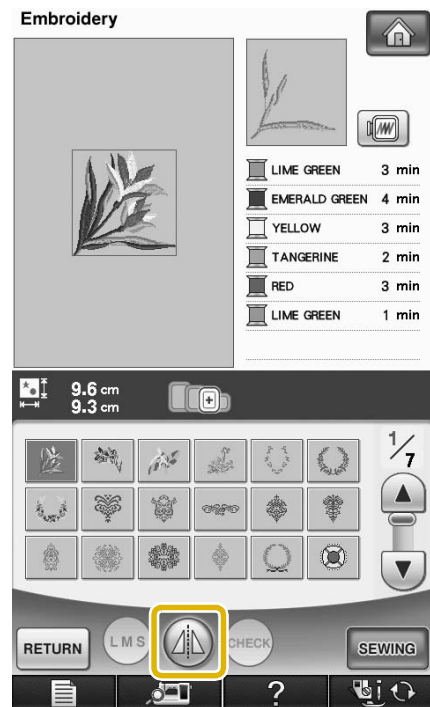 Embroidery
LIME GREEN 3 min
EMERALD GREEN 4 min
YELLOW 3 min
TANGERINE 2 min
RED 3 min
LIME GREEN 1 min
9.6 cm
9.3 cm
1/7
RETURN
LMS
CHECK
SEWING
?